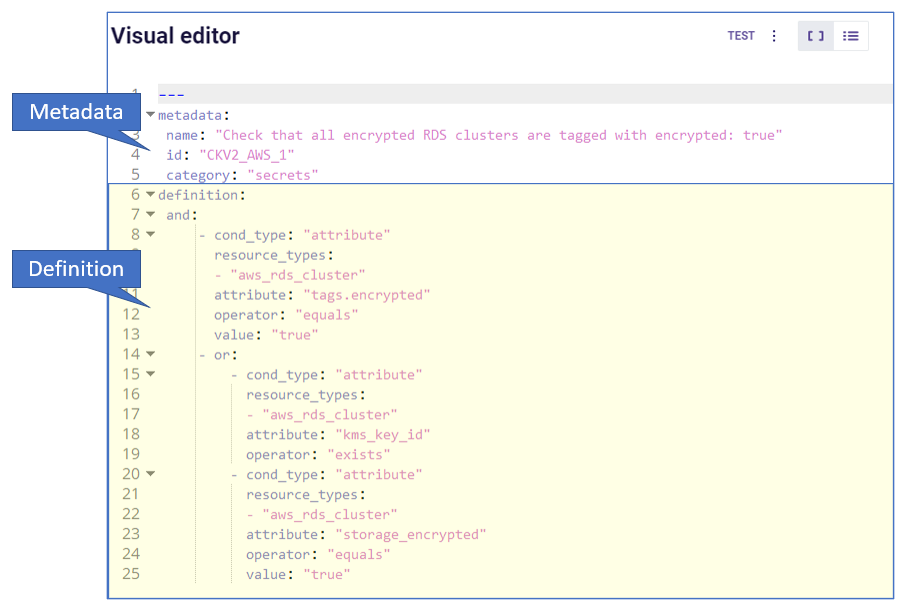 Visual editor
TEST
1 ---
metadata:
3 name: "Check that all encrypted RDS clusters are tagged with encrypted: true"
4 id: "CKV2_AWS_1"
5 category: "secrets"
6 definition:
7 and:
8 - cond_type: "attribute"
resource_types:
- "aws_rds_cluster"
11 attribute: "tags.encrypted"
12 operator: "equals"
13 value: "true"
14 - or:
15 - cond_type: "attribute"
16 resource_types:
17 - "aws_rds_cluster"
18 attribute: "kms_key_id"
19 operator: "exists"
20 - cond_type: "attribute"
21 resource_types:
22 - "aws_rds_cluster"
23 attribute: "storage_encrypted"
24 operator: "equals"
25 value: "true"
Metadata
Definition